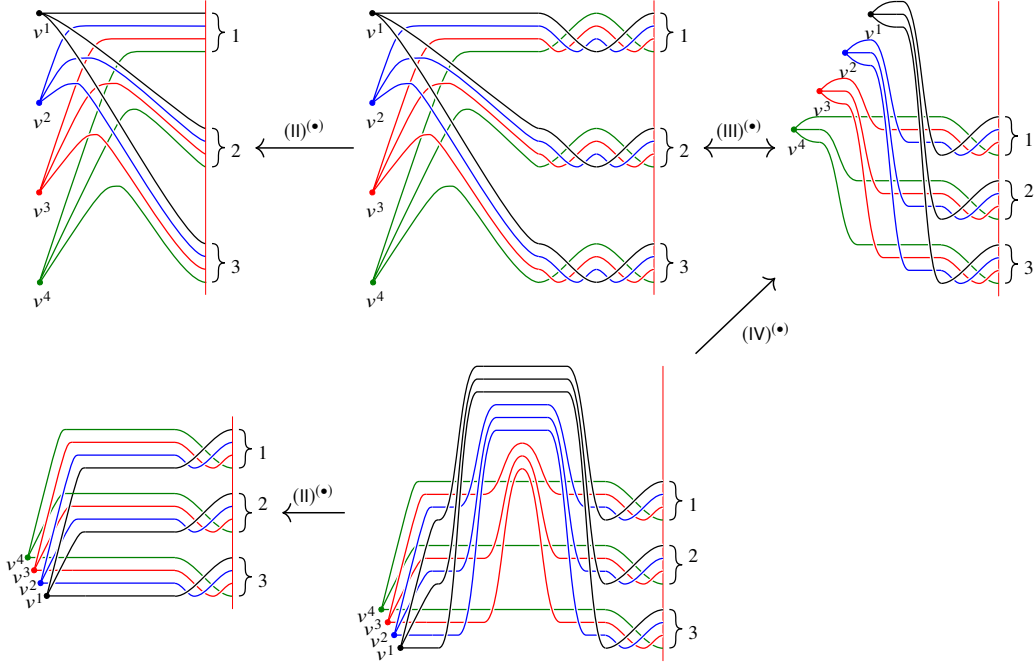 v¹
v²
v³
v⁴
1
2
3
(II)⁽•⁾
v¹
v²
v³
v⁴
1
2
3
(III)⁽•⁾
v¹
v²
v³
v⁴
1
2
3
(IV)⁽•⁾
v⁴
v³
v²
v¹
1
2
3
(II)⁽•⁾
v⁴
v³
v²
v¹
1
2
3